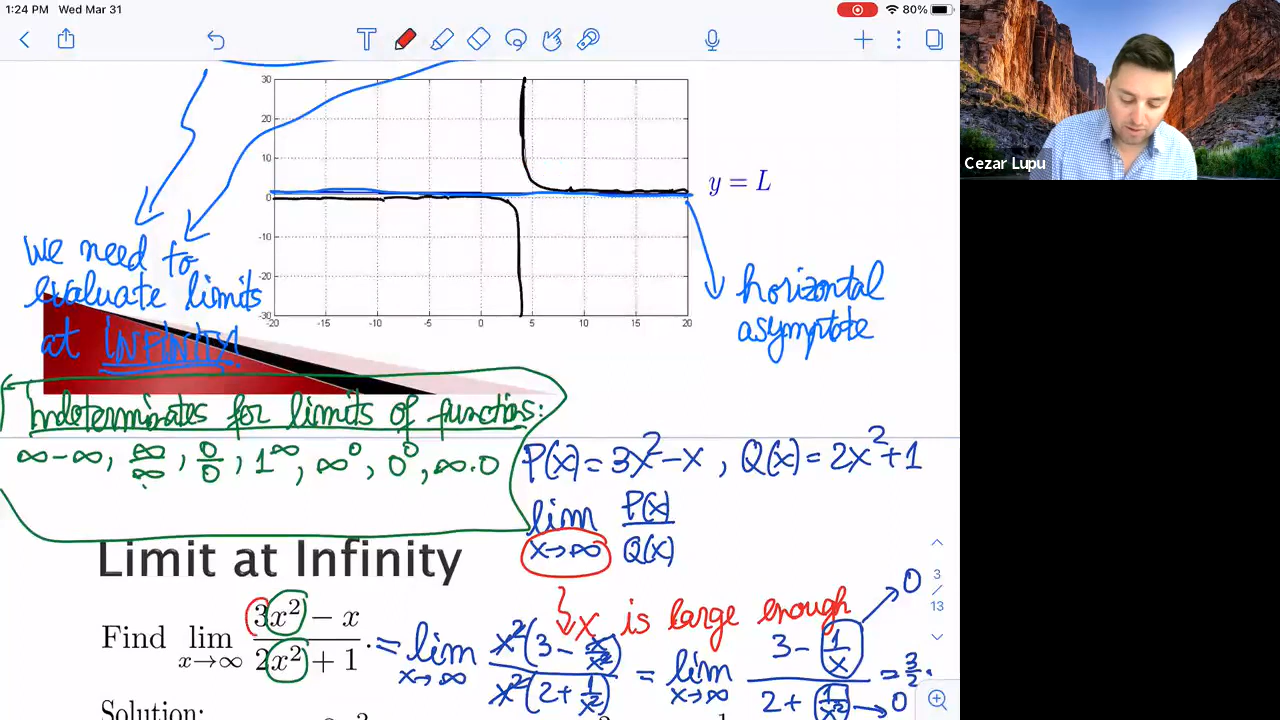 1:24 PM Wed Mar 31
80%
Cezar Lupu
30
20
10
0
-10
-20
-30
-20 -15 -10 -5 0 5 10 15 20
y = L
we need to
evaluate limits
at INFINITY
horizontal
asymptote
Indeterminates for limits of functions:
∞-∞, ∞/∞, 0/0, 1^∞, ∞^0, 0^0, ∞·0
P(x) = 3x²-x, Q(x) = 2x²+1
lim x→∞ P(x)/Q(x)
x is large enough
Limit at Infinity
Find lim x→∞ (3x² − x)/(2x² + 1). = lim x→∞ x²(3 - x/x²)/x²(2 + 1/x²) = lim x→∞ (3 - 1/x)/(2 + 1/x²) = 3/2.
→ 0
→ 0
Solution:
3
/
13